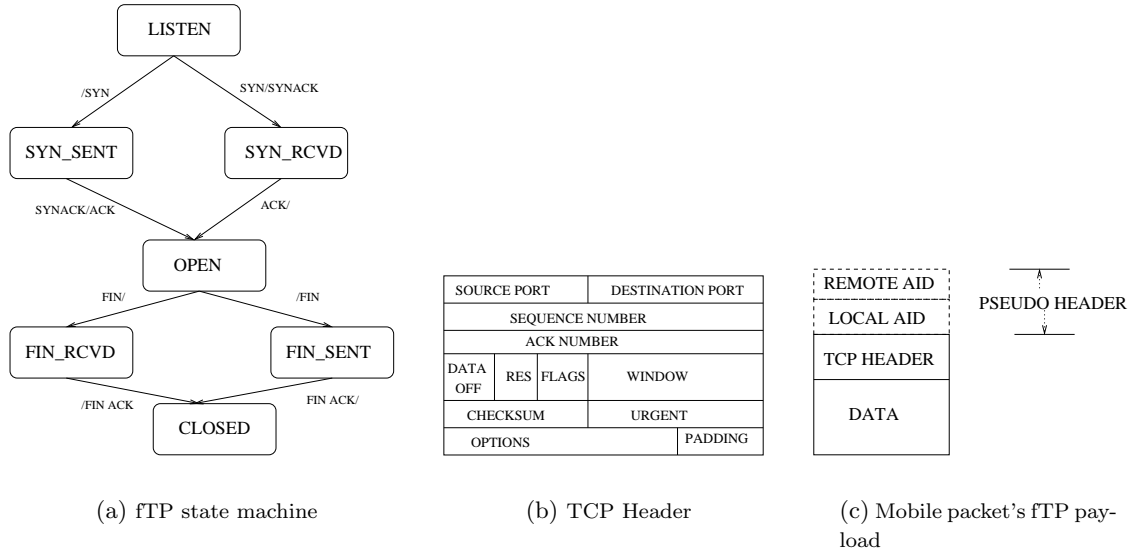 LISTEN
/SYN
SYN/SYNACK
SYN_SENT
SYN_RCVD
SYNACK/ACK
ACK/
OPEN
FIN/
/FIN
FIN_RCVD
FIN_SENT
/FIN ACK
FIN ACK/
CLOSED
(a) fTP state machine
SOURCE PORT
DESTINATION PORT
SEQUENCE NUMBER
ACK NUMBER
DATA
OFF
RES
FLAGS
WINDOW
CHECKSUM
URGENT
OPTIONS
PADDING
(b) TCP Header
REMOTE AID
LOCAL AID
PSEUDO HEADER
TCP HEADER
DATA
(c) Mobile packet's fTP pay-
load